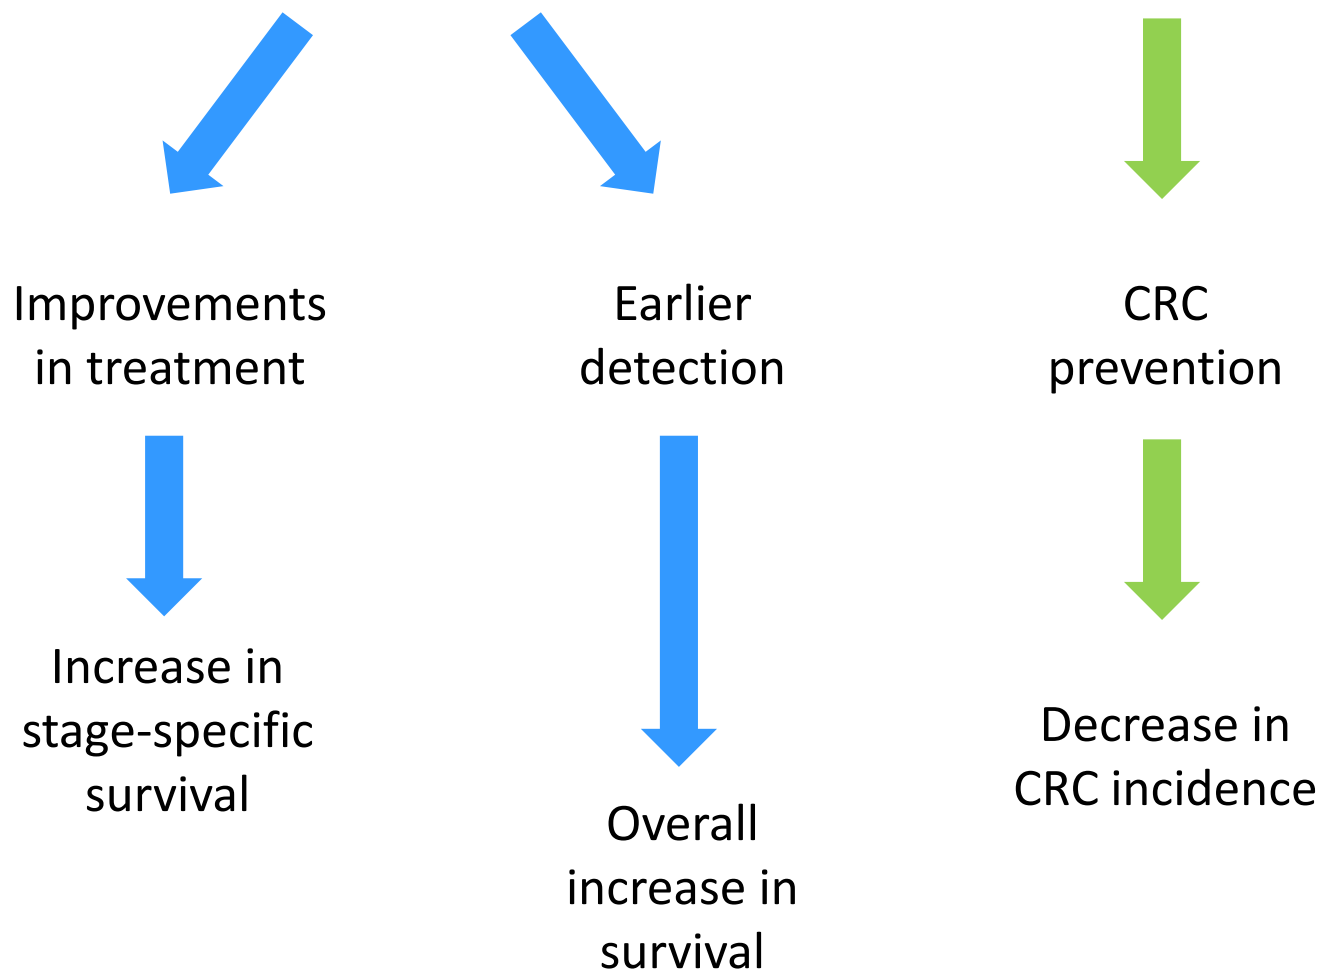 Improvements
in treatment
Earlier
detection
CRC
prevention
Increase in
stage-specific
survival
Overall
increase in
survival
Decrease in
CRC incidence